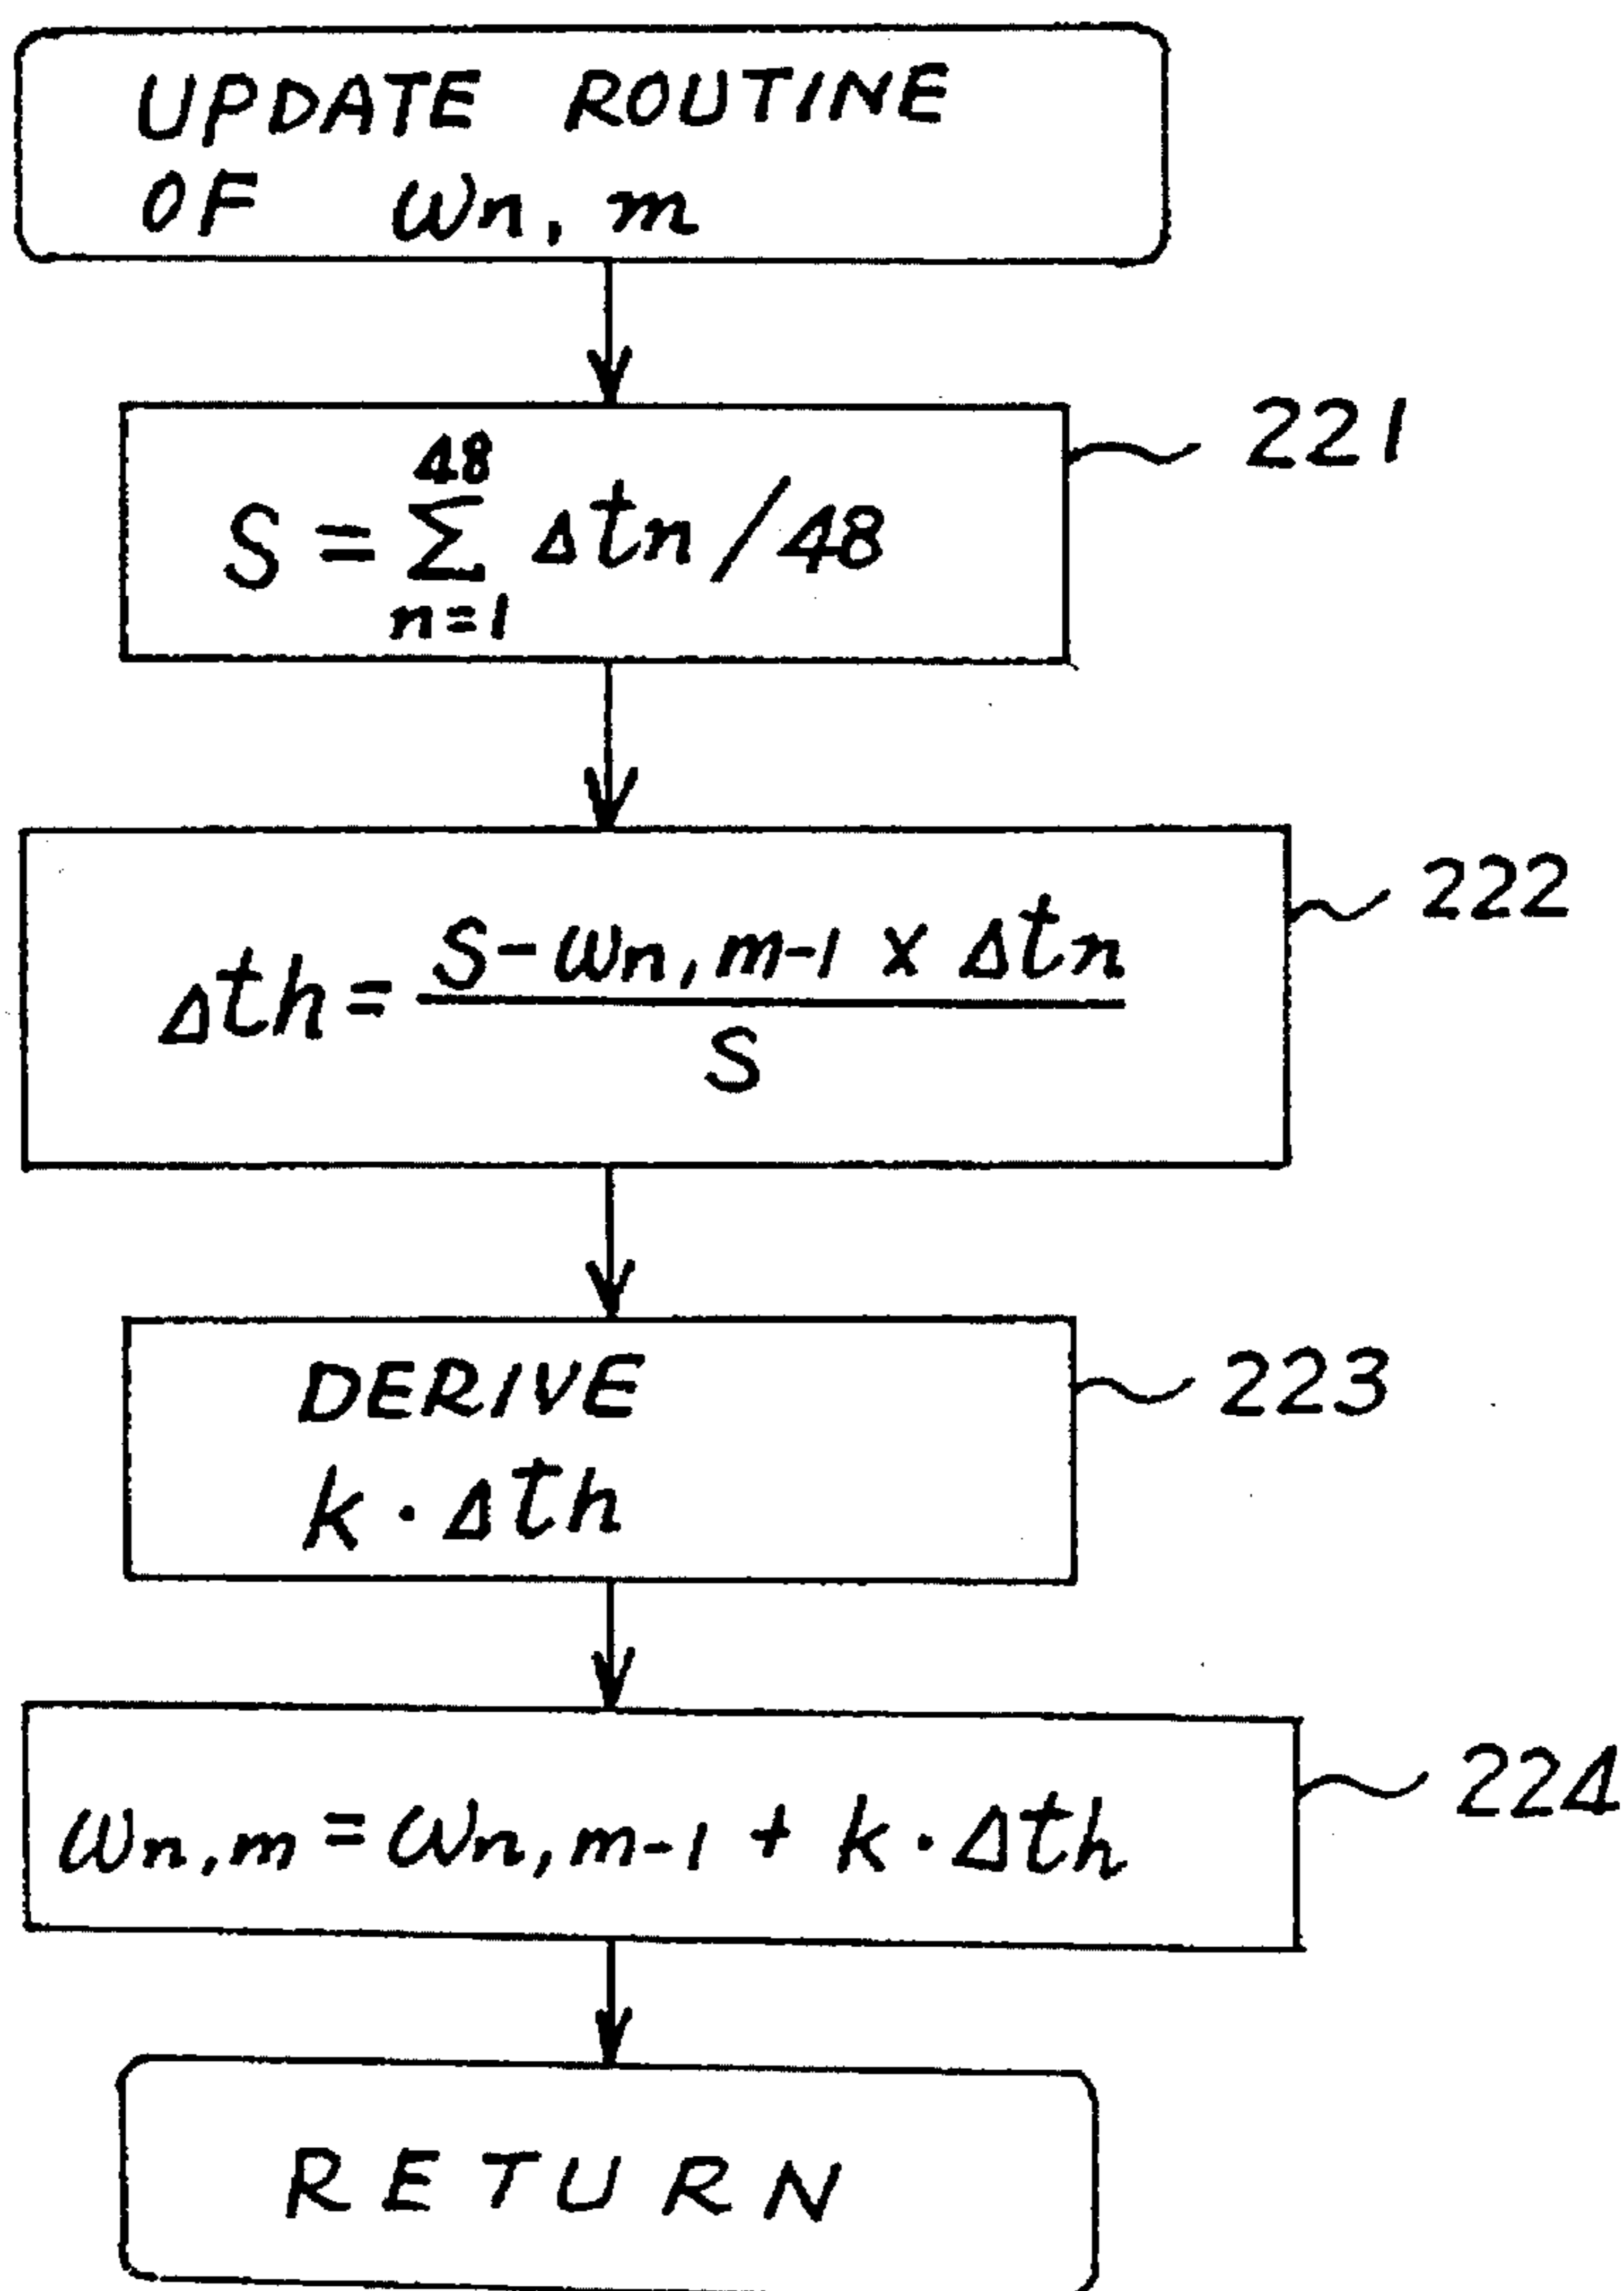 UPDATE ROUTINE
OF ωn, m
221
48
S = Σ Δtn / 48
n=1
222
S - ωn, m-1 × Δtn
Δth =
S
223
DERIVE
k · Δth
224
ωn, m = ωn, m-1 + k · Δth
RETURN